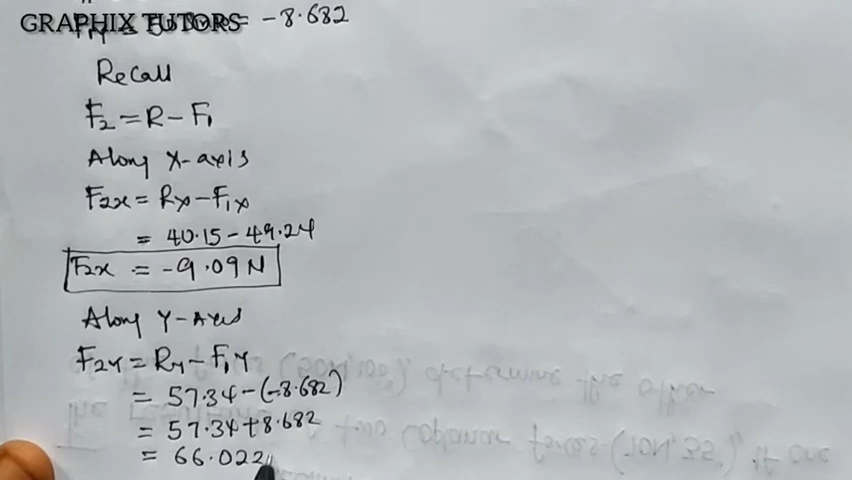 GRAPHIX TUTORS
= -8.682
Recall
F₂ = R - F₁
Along X-axis
F₂x = Rx - F₁x
= 40.15 - 49.24
F₂x = -9.09N
Along Y-Axis
F₂Y = Ry - F₁Y
= 57.34 - (-8.682)
= 57.34 + 8.682
= 66.022